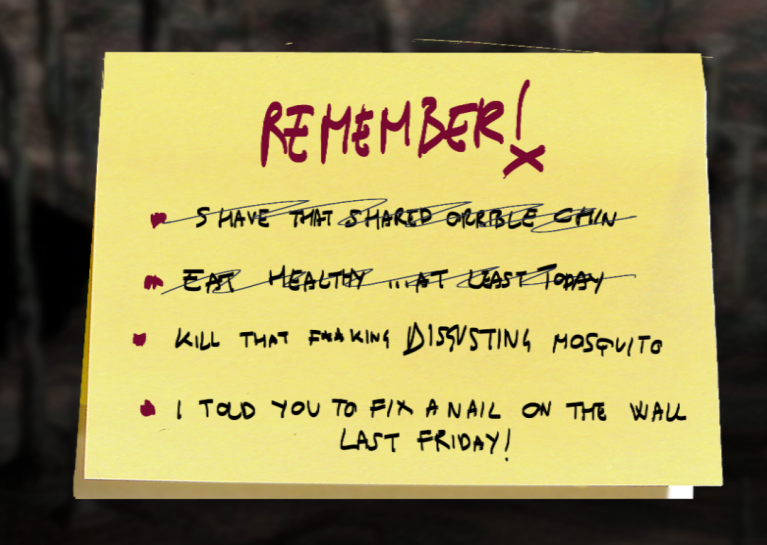 REMEMBER!
SHAVE THAT SHARED ORRIBLE CHIN
EAT HEALTHY ...AT LEAST TODAY
KILL THAT F**KING DISGUSTING MOSQUITO
I TOLD YOU TO FIX A NAIL ON THE WALL
LAST FRIDAY!